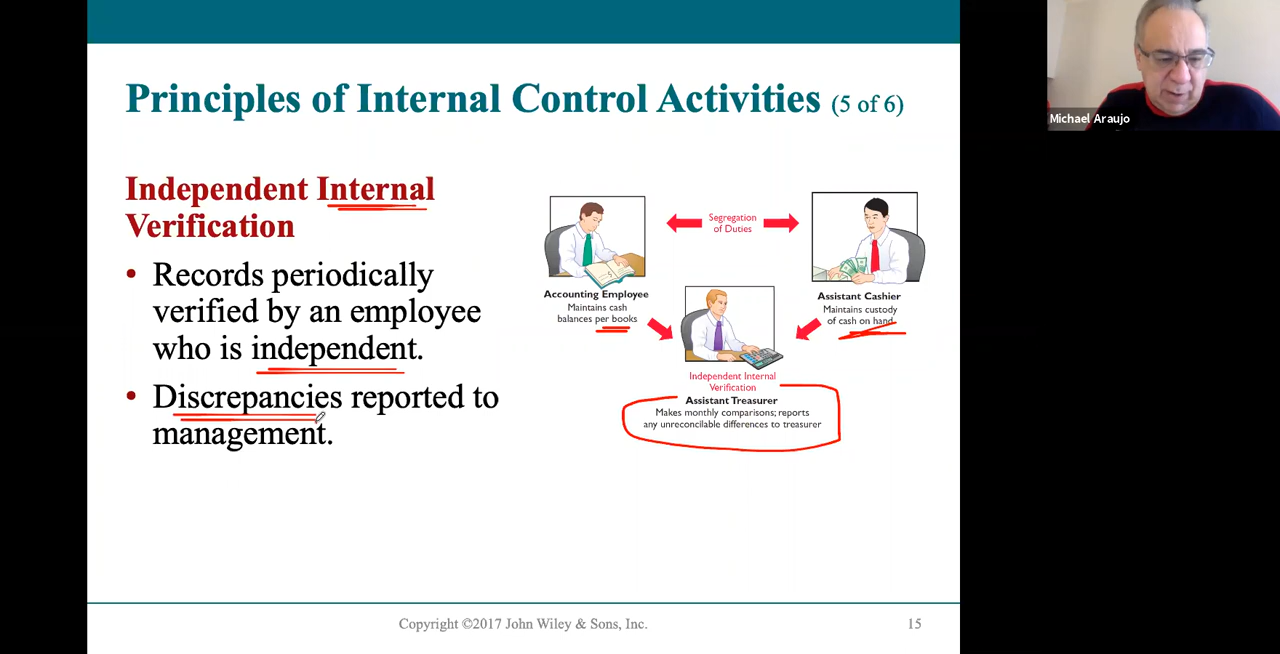 Principles of Internal Control Activities (5 of 6)
Michael Araujo
Independent Internal
Verification
• Records periodically
verified by an employee
who is independent.
• Discrepancies reported to
management.
Segregation
of Duties
Accounting Employee
Maintains cash
balances per books
Assistant Cashier
Maintains custody
of cash on hand
Independent Internal
Verification
Assistant Treasurer
Makes monthly comparisons; reports
any unreconcilable differences to treasurer
Copyright ©2017 John Wiley & Sons, Inc.
15